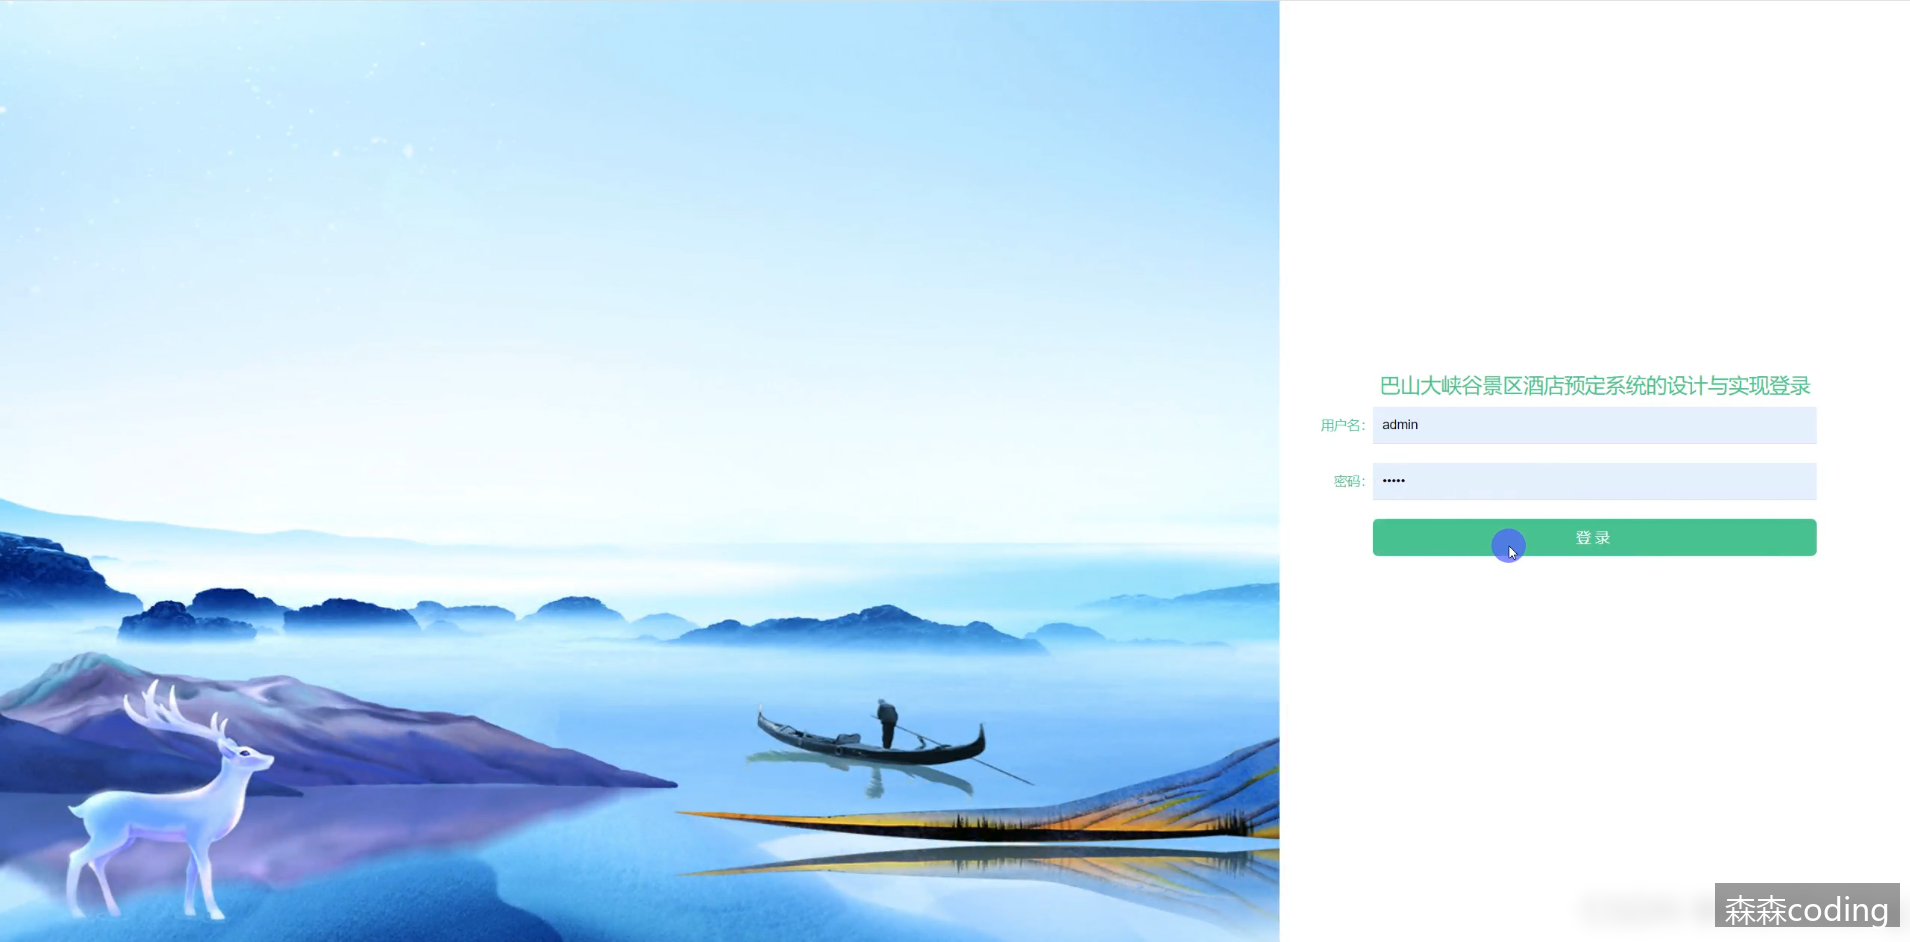 巴山大峡谷景区酒店预定系统的设计与实现登录
用户名：
admin
密码：
•••••
登 录
森森coding